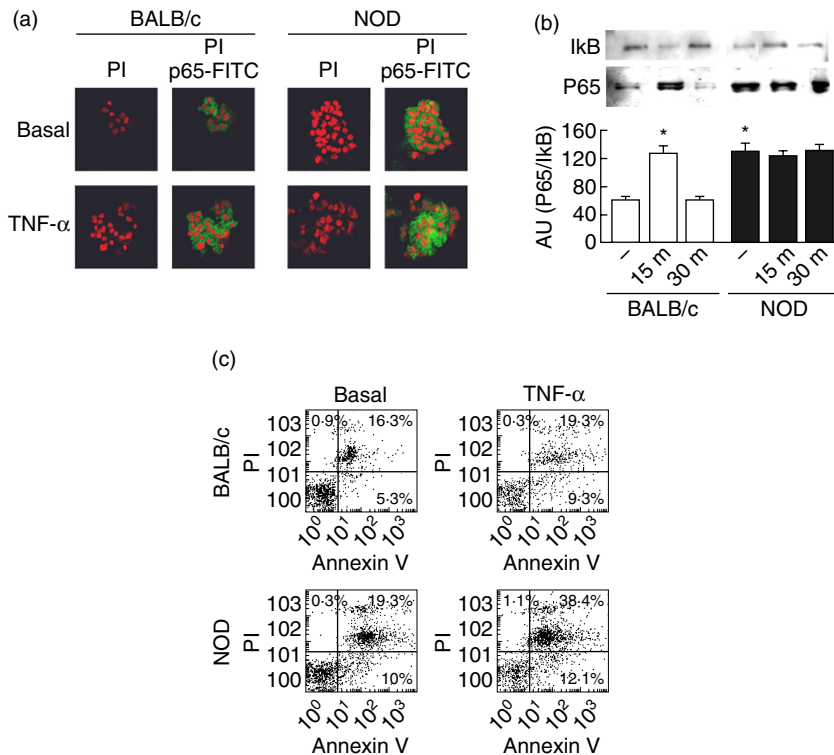 (a)
BALB/c
NOD
PI
PI
p65-FITC
PI
PI
p65-FITC
Basal
TNF-α
(b)
IkB
P65
AU (P65/IkB)
160
120
80
40
0
*
*
–
15 m
30 m
–
15 m
30 m
BALB/c
NOD
(c)
Basal
TNF-α
BALB/c
PI
103
102
101
100
0·9%
16·3%
5·3%
10⁰
10¹
10²
10³
Annexin V
PI
103
102
101
100
0·3%
19·3%
9·3%
10⁰
10¹
10²
10³
Annexin V
NOD
PI
103
102
101
100
0·3%
19·3%
10%
10⁰
10¹
10²
10³
Annexin V
PI
103
102
101
100
1·1%
38·4%
12·1%
10⁰
10¹
10²
10³
Annexin V